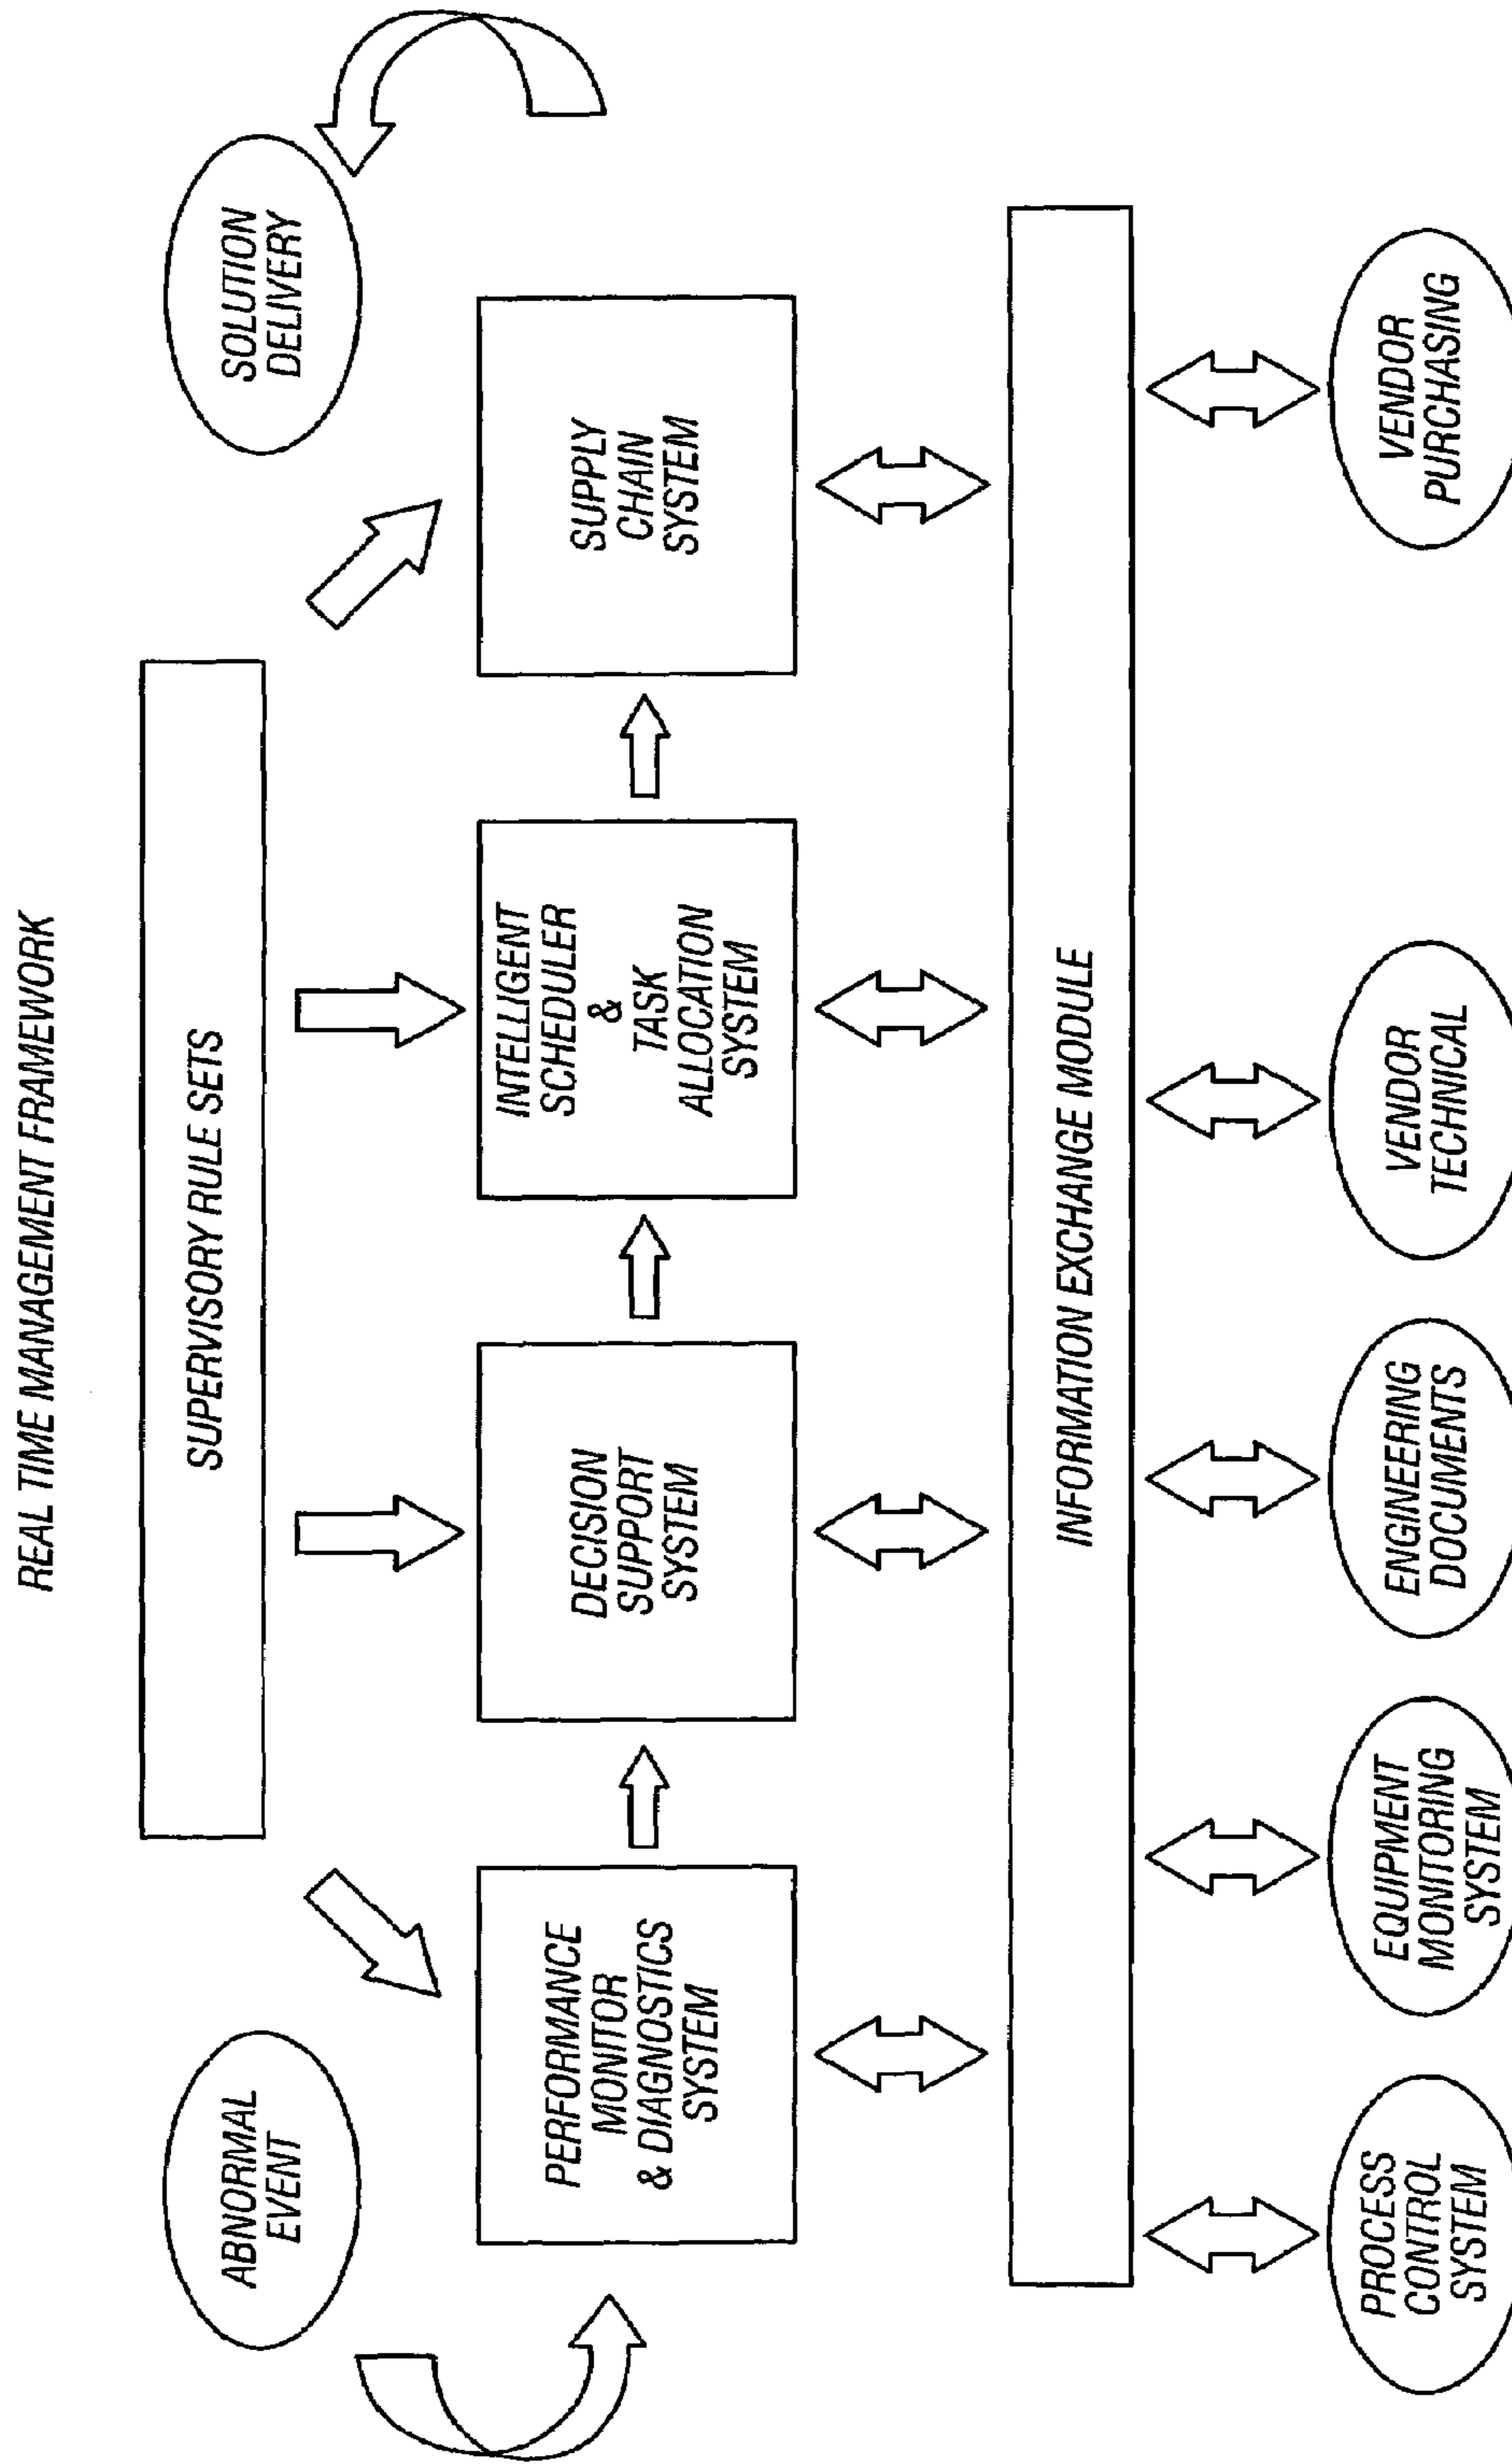 REAL TIME MANAGEMENT FRAMEWORK
SUPERVISORY RULE SETS
ABNORMAL
EVENT
SOLUTION
DELIVERY
PERFORMANCE
MONITOR
& DIAGNOSTICS
SYSTEM
DECISION
SUPPORT
SYSTEM
INTELLIGENT
SCHEDULER
&
TASK
ALLOCATION
SYSTEM
SUPPLY
CHAIN
SYSTEM
INFORMATION EXCHANGE MODULE
PROCESS
CONTROL
SYSTEM
EQUIPMENT
MONITORING
SYSTEM
ENGINEERING
DOCUMENTS
VENDOR
TECHNICAL
VENDOR
PURCHASING